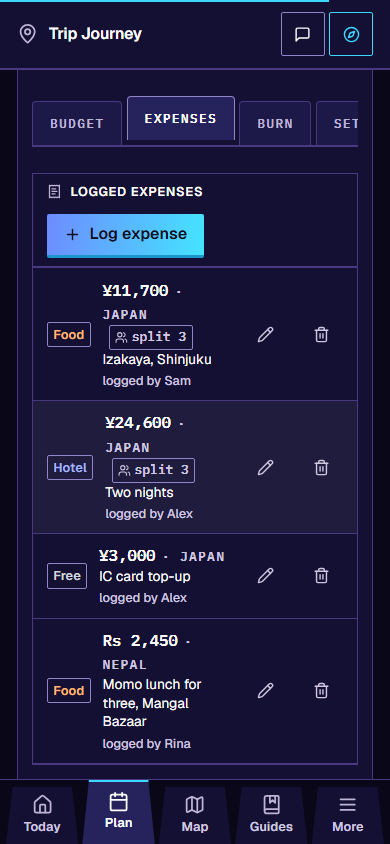 Trip Journey
BUDGET EXPENSES BURN SET
LOGGED EXPENSES
+ Log expense
¥11,700 ·
JAPAN
Food
split 3
Izakaya, Shinjuku
logged by Sam
¥24,600 ·
JAPAN
Hotel
split 3
Two nights
logged by Alex
¥3,000 · JAPAN
Free
IC card top-up
logged by Alex
Rs 2,450 ·
NEPAL
Food
Momo lunch for
three, Mangal
Bazaar
logged by Rina
Today Plan Map Guides More